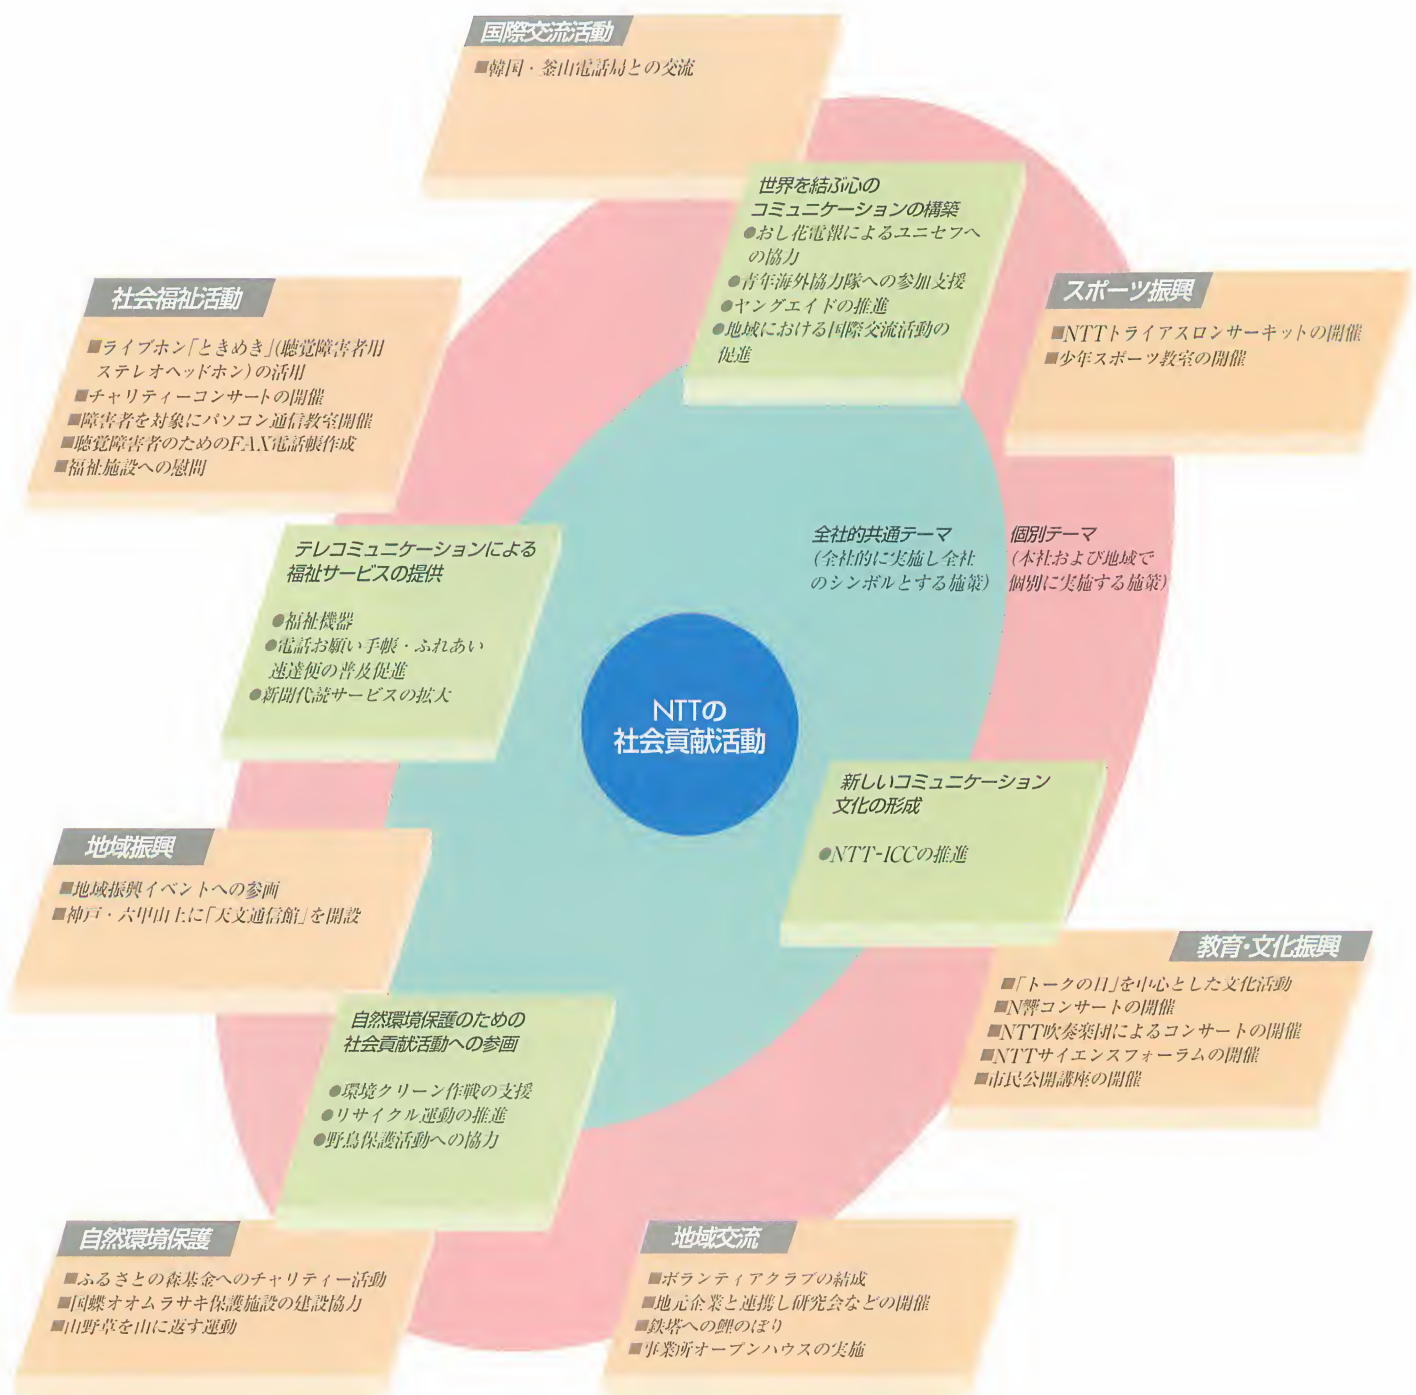 国際交流活動
■韓国・釜山電話局との交流
世界を結ぶ心の
コミュニケーションの構築
●おし花電報によるユニセフへ
の協力
●青年海外協力隊への参加支援
●ヤングエイドの推進
●地域における国際交流活動の
促進
社会福祉活動
■ライブホン「ときめき」(聴覚障害者用
ステレオヘッドホン)の活用
■チャリティーコンサートの開催
■障害者を対象にパソコン通信教室開催
■聴覚障害者のためのFAX電話帳作成
■福祉施設への慰問
スポーツ振興
■NTTトライアスロンサーキットの開催
■少年スポーツ教室の開催
テレコミュニケーションによる
福祉サービスの提供
●福祉機器
●電話お願い手帳・ふれあい
速達便の普及促進
●新聞代読サービスの拡大
全社的共通テーマ
(全社的に実施し全社
のシンボルとする施策)
個別テーマ
(本社および地域で
個別に実施する施策)
NTTの
社会貢献活動
新しいコミュニケーション
文化の形成
●NTT-ICCの推進
地域振興
■地域振興イベントへの参画
■神戸・六甲山上に「天文通信館」を開設
教育・文化振興
■「トークの日」を中心とした文化活動
■N響コンサートの開催
■NTT吹奏楽団によるコンサートの開催
■NTTサイエンスフォーラムの開催
■市民公開講座の開催
自然環境保護のための
社会貢献活動への参画
●環境クリーン作戦の支援
●リサイクル運動の推進
●野鳥保護活動への協力
自然環境保護
■ふるさとの森基金へのチャリティー活動
■国蝶オオムラサキ保護施設の建設協力
■山野草を山に返す運動
地域交流
■ボランティアクラブの結成
■地元企業と連携し研究会などの開催
■鉄塔への鯉のぼり
■事業所オープンハウスの実施